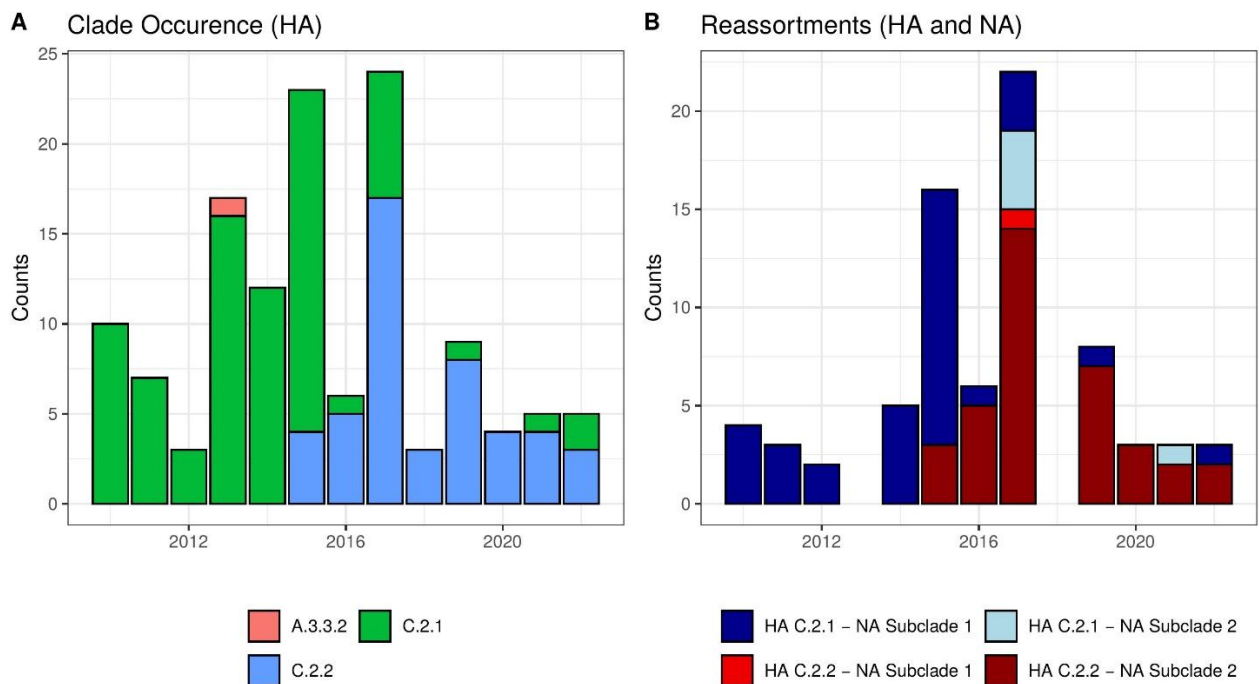 A Clade Occurence (HA)
25
20
15
10
5
0
Counts
2012 2016 2020
A.3.3.2 C.2.1
C.2.2
B Reassortments (HA and NA)
20
15
10
5
0
Counts
2012 2016 2020
HA C.2.1 − NA Subclade 1 HA C.2.1 − NA Subclade 2
HA C.2.2 − NA Subclade 1 HA C.2.2 − NA Subclade 2